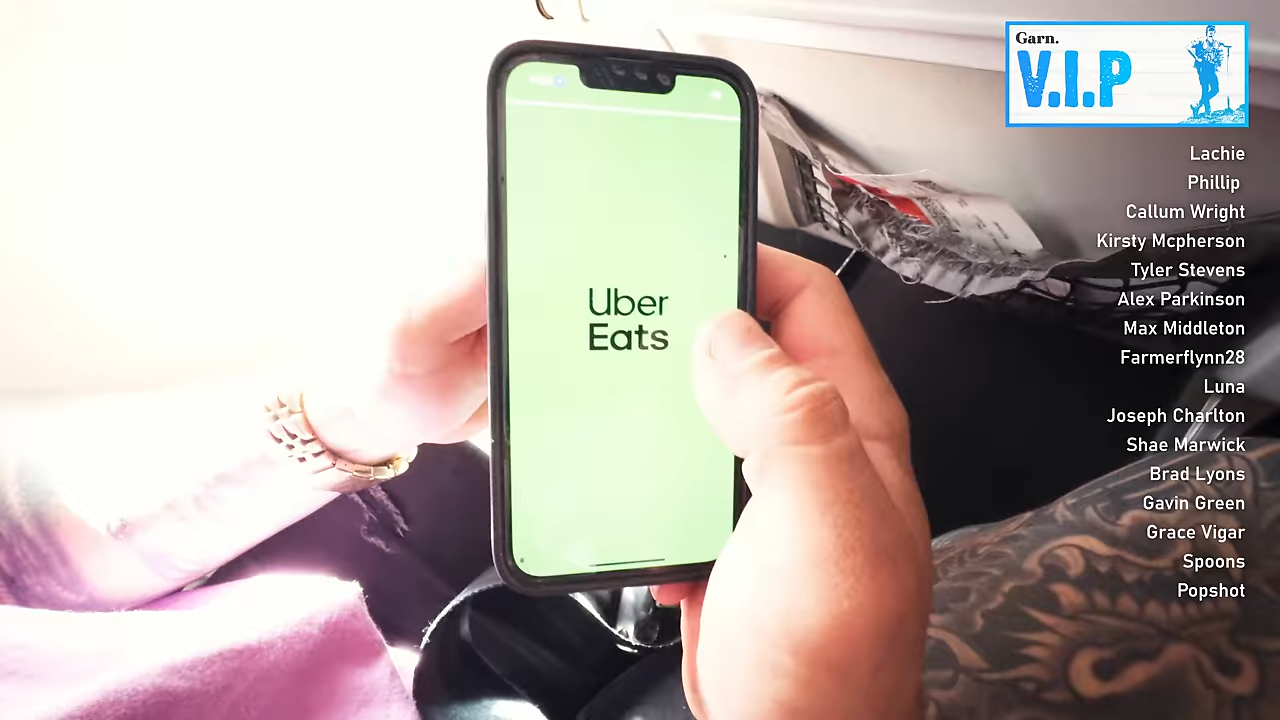 Uber
Eats
Garn.
V.I.P
Lachie
Phillip
Callum Wright
Kirsty Mcpherson
Tyler Stevens
Alex Parkinson
Max Middleton
Farmerflynn28
Luna
Joseph Charlton
Shae Marwick
Brad Lyons
Gavin Green
Grace Vigar
Spoons
Popshot